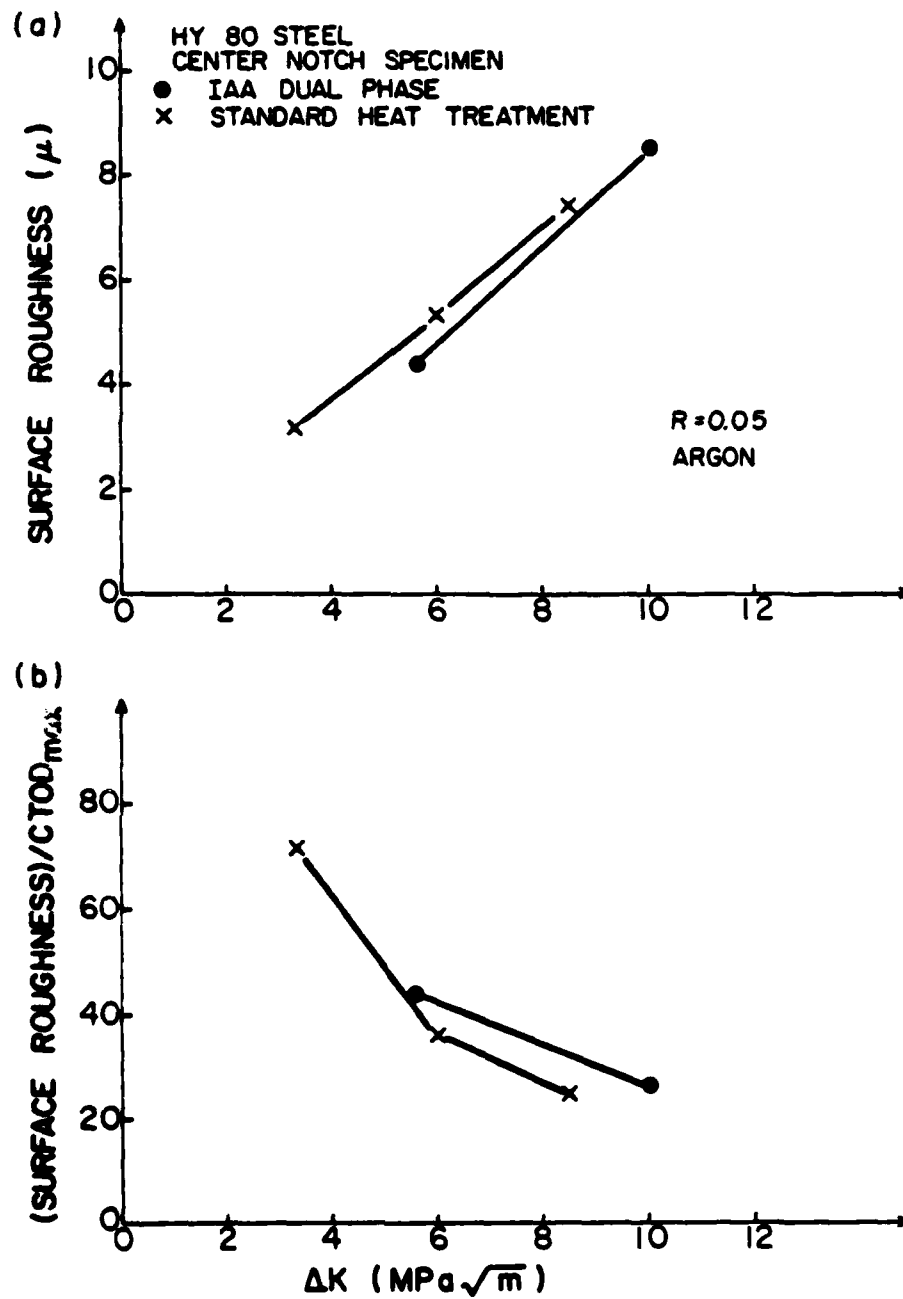 (a)
HY 80 STEEL
CENTER NOTCH SPECIMEN
● IAA DUAL PHASE
× STANDARD HEAT TREATMENT
SURFACE ROUGHNESS (μ)
10
8
6
4
2
0
R=0.05
ARGON
0 2 4 6 8 10 12
(b)
(SURFACE ROUGHNESS)/CTODmax
80
60
40
20
0
0 2 4 6 8 10 12
ΔK (MPa√m)